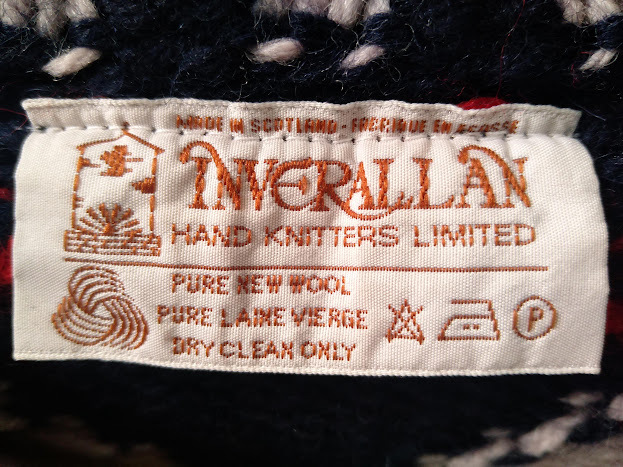 MADE IN SCOTLAND - FABRIQUE EN ECOSSE
INVERALLAN
HAND KNITTERS LIMITED
PURE NEW WOOL
PURE LAINE VIERGE
DRY CLEAN ONLY
P